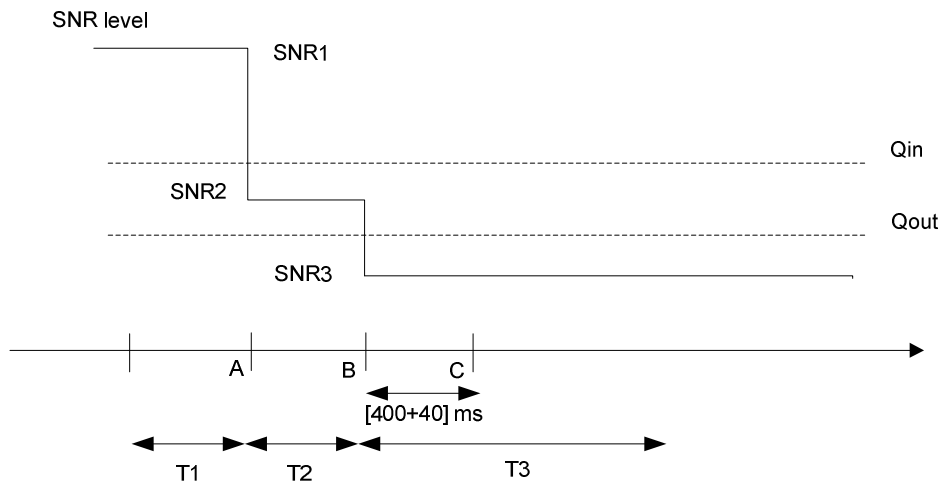 SNR level
SNR1
Qin
SNR2
Qout
SNR3
A B C
[400+40] ms
T1 T2 T3